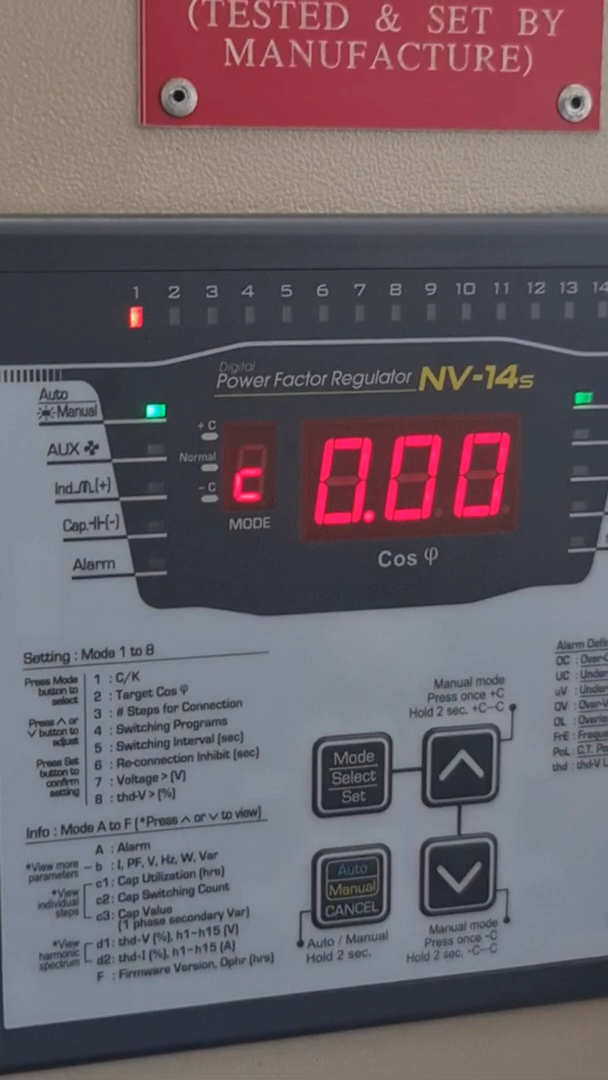 (TESTED & SET BY
MANUFACTURE)
1 2 3 4 5 6 7 8 9 10 11 12 13 14
Digital
Power Factor Regulator NV-14s
Auto
Manual
AUX
Ind. (+)
Cap. (-)
Alarm
+ C
Normal
- C
c
MODE
0.00
Cos φ
Setting : Mode 1 to 8
Press Mode
button to
select
Press ∧ or
∨ button to
adjust
Press Set
button to
confirm
setting
1 : C/K
2 : Target Cos φ
3 : # Steps for Connection
4 : Switching Programs
5 : Switching Interval (sec)
6 : Re-connection Inhibit (sec)
7 : Voltage > (V)
8 : thd-V > (%)
Info : Mode A to F (*Press ∧ or ∨ to view)
A : Alarm
*View more
parameters
b : I, PF, V, Hz, W, Var
*View
individual
steps
c1: Cap Utilization (hrs)
c2: Cap Switching Count
c3: Cap Value
(1 phase secondary Var)
*View
harmonic
spectrum
d1: thd-V (%), h1-h15 (V)
d2: thd-I (%), h1-h15 (A)
F : Firmware Version, Ophr (hrs)
Manual mode
Press once +C
Hold 2 sec. +C--C
Mode
Select
Set
Auto
Manual
CANCEL
Auto / Manual
Hold 2 sec.
Manual mode
Press once -C
Hold 2 sec. -C--C
Alarm
OC :
UC : Under
uV : Under
OV :
OL :
FrE :
PoL : C.T.
thd : thd-V